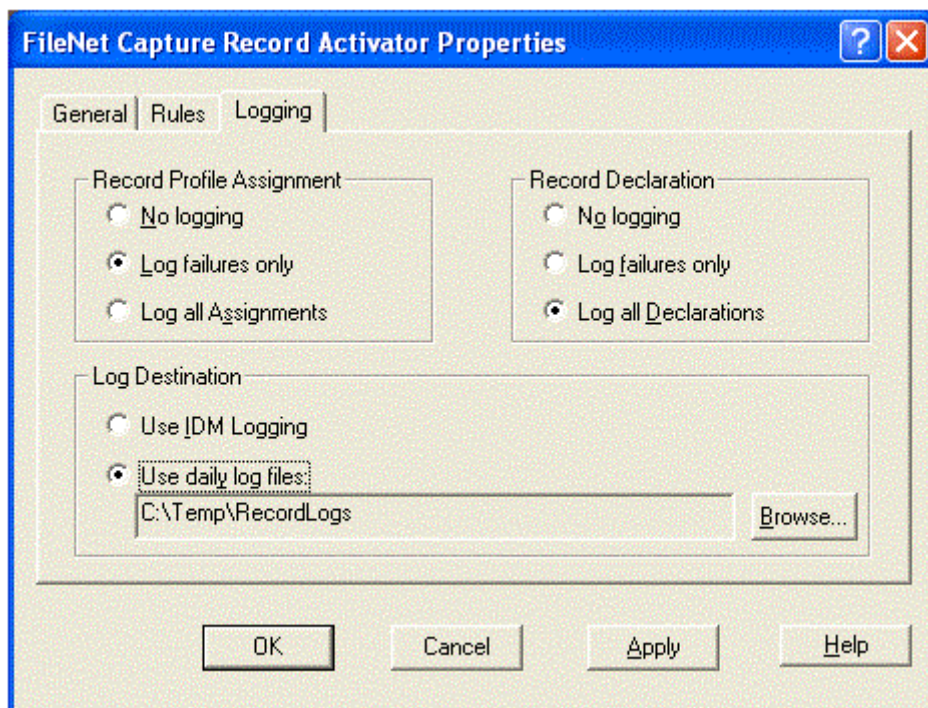 FileNet Capture Record Activator Properties
General Rules Logging
Record Profile Assignment
No logging
Log failures only
Log all Assignments
Record Declaration
No logging
Log failures only
Log all Declarations
Log Destination
Use IDM Logging
Use daily log files:
C:\Temp\RecordLogs
Browse...
OK Cancel Apply Help